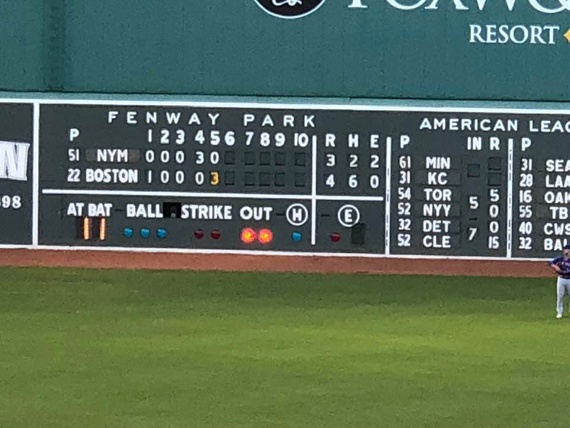 RESORT
FENWAY PARK
P 1 2 3 4 5 6 7 8 9 10 R H E
51 NYM 0 0 0 3 0 3 2 2
22 BOSTON 1 0 0 0 3 4 6 0
AT BAT BALL STRIKE OUT H E
11
98
AMERICAN LEAG
P IN R P
61 MIN 31 SEA
31 KC 28 LAA
54 TOR 5 16 OAK
52 NYY 5 0 55 TB
32 DET 0 40 CWS
52 CLE 7 15 32 BAL